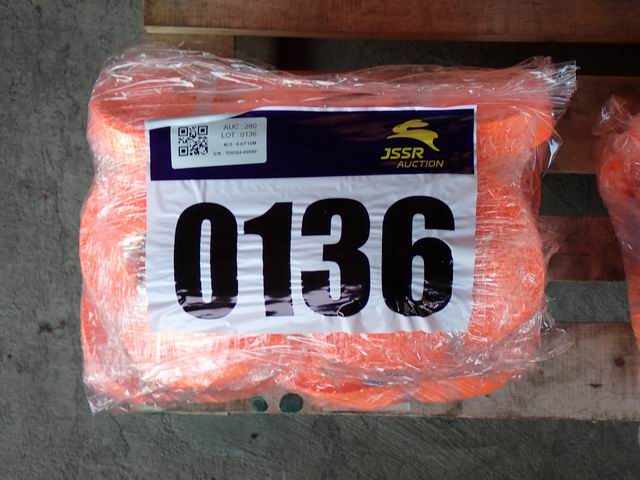 AUC : 280
LOT : 0136
JSSR
AUCTION
0136